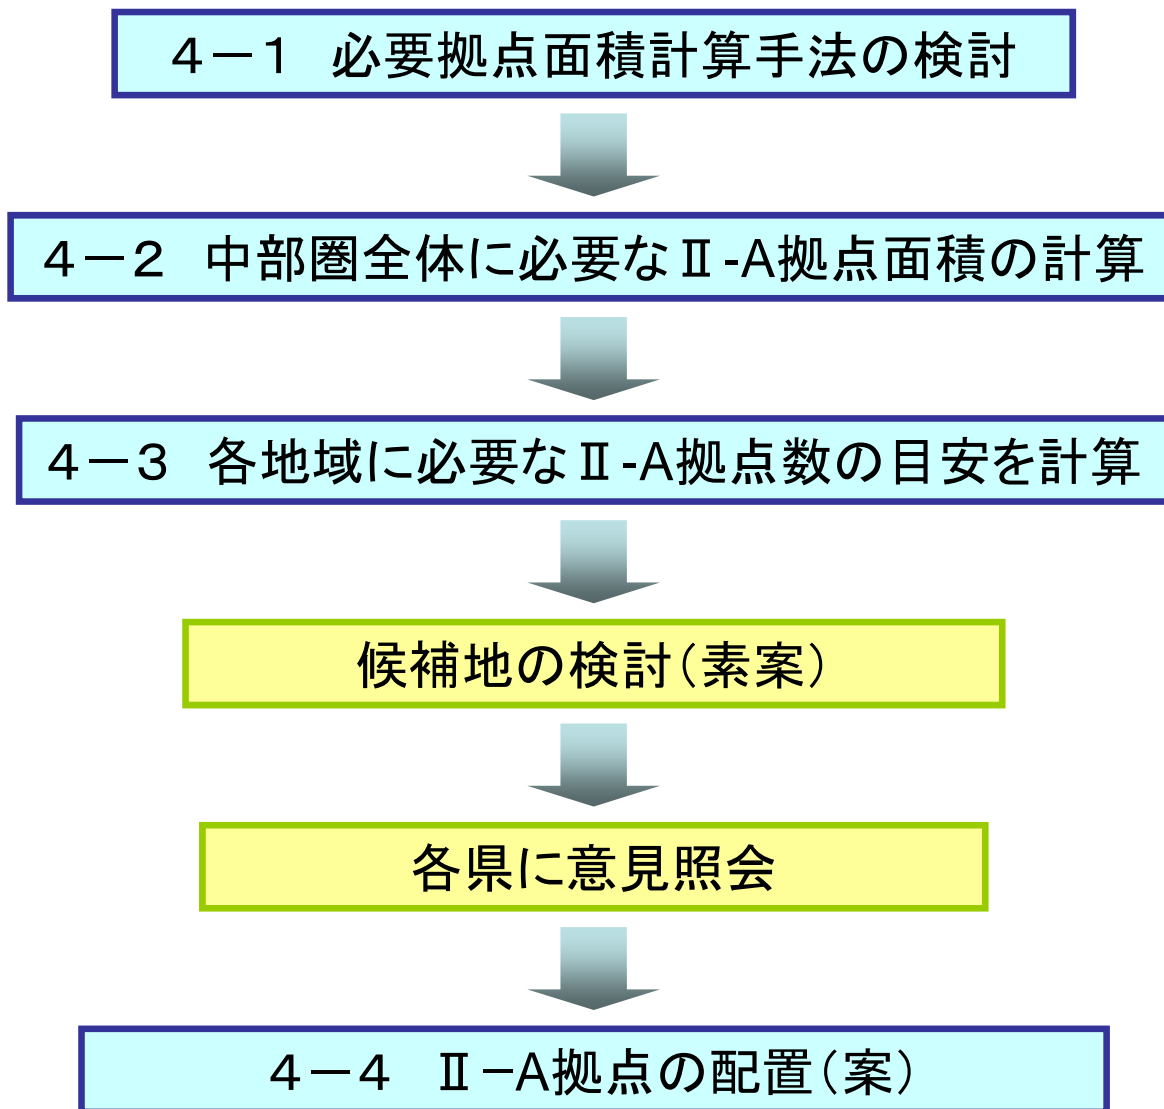 ４－１　必要拠点面積計算手法の検討
４－２　中部圏全体に必要なⅡ-A拠点面積の計算
４－３　各地域に必要なⅡ-A拠点数の目安を計算
候補地の検討（素案）
各県に意見照会
４－４　Ⅱ－A拠点の配置（案）